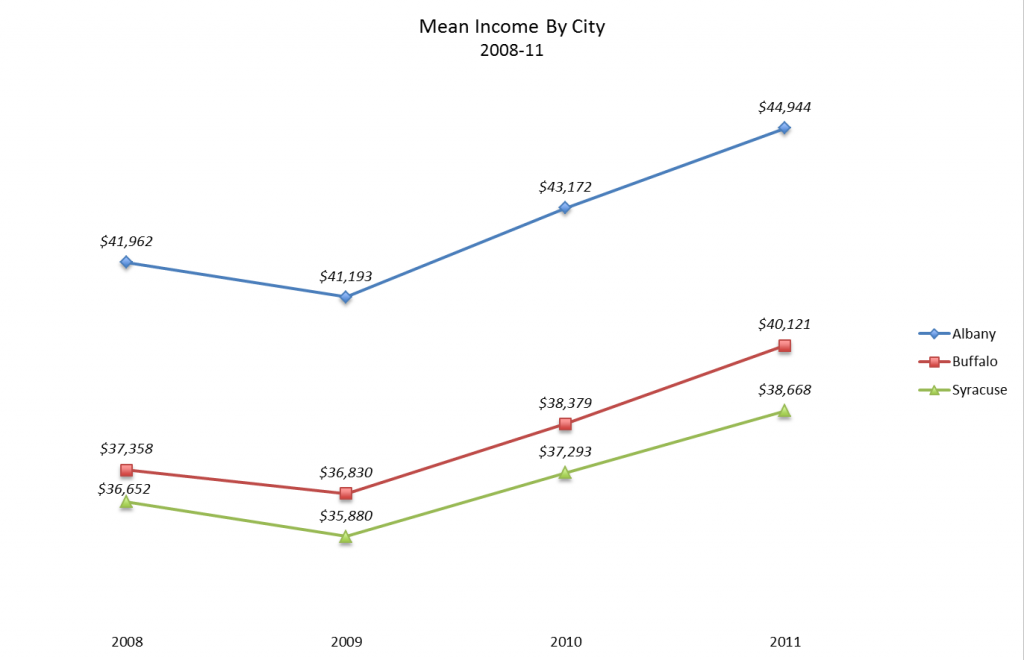 Mean Income By City
2008-11
$44,944
$43,172
$41,962
$41,193
$40,121
$38,379
$38,668
$37,358
$37,293
$36,830
$36,652
$35,880
Albany
Buffalo
Syracuse
2008 2009 2010 2011